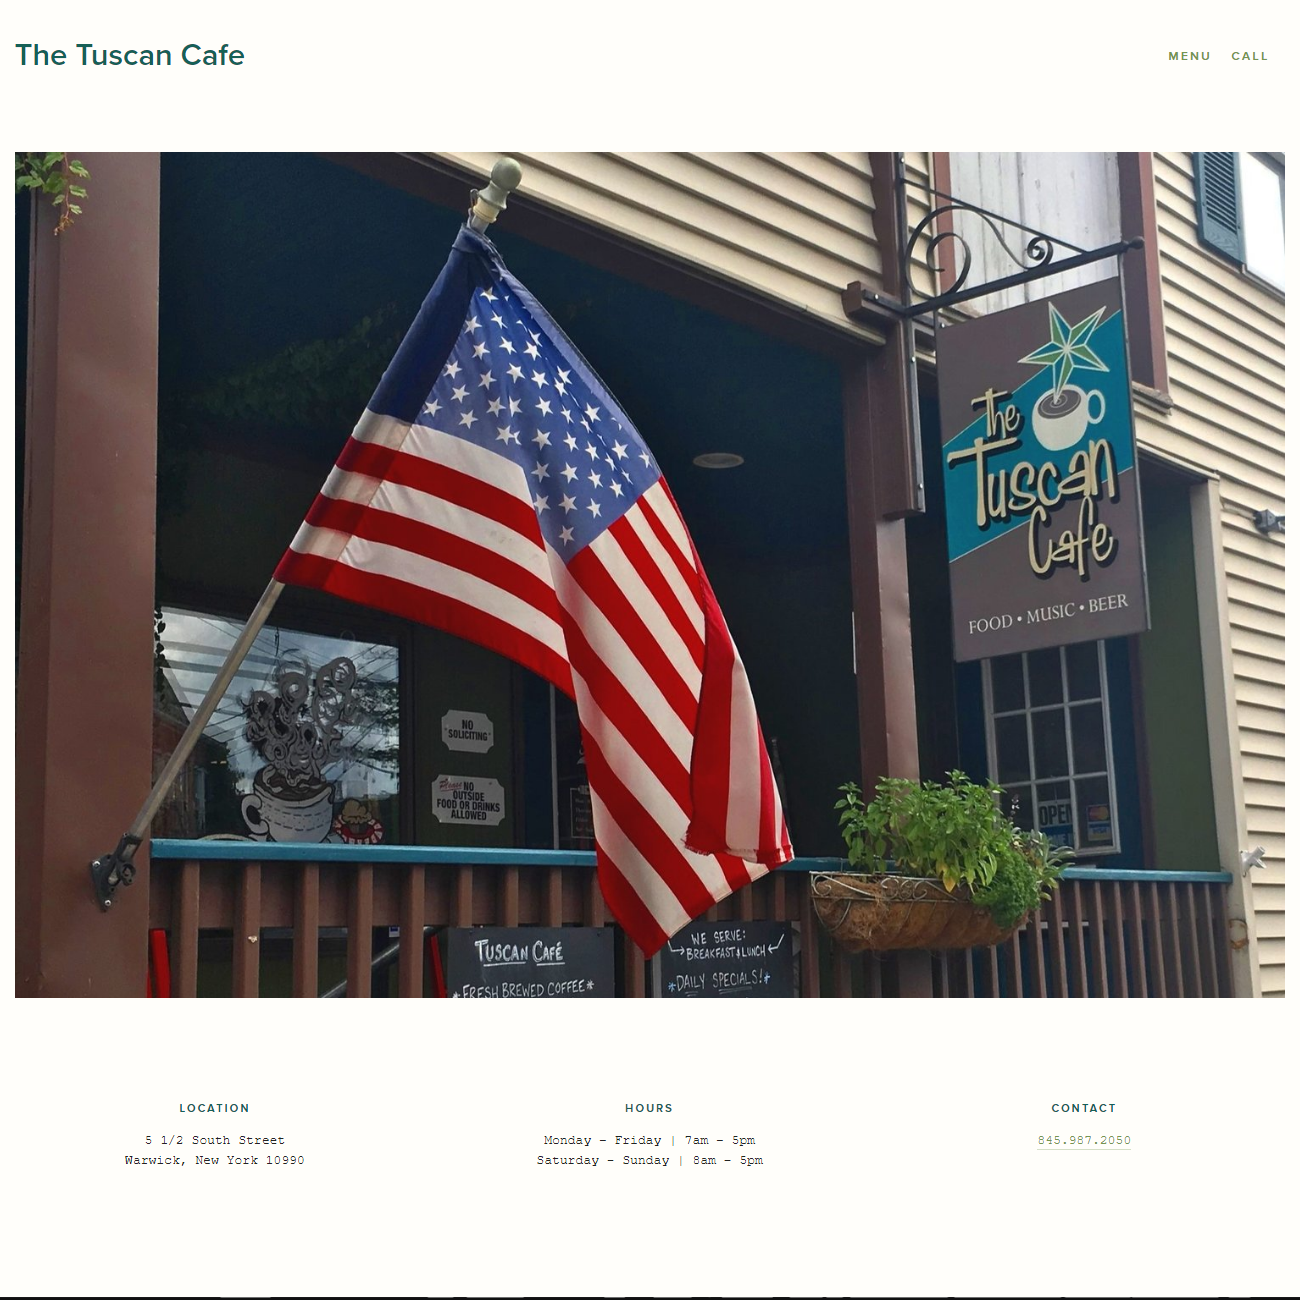 The Tuscan Cafe
MENU CALL
The
Tuscan
Cafe
FOOD • MUSIC • BEER
NO
SOLICITING
Please NO
OUTSIDE
FOOD OR DRINKS
ALLOWED
OPEN
TUSCAN CAFÉ
*FRESH BREWED COFFEE*
WE SERVE:
BREAKFAST & LUNCH
*DAILY SPECIALS!*
LOCATION
5 1/2 South Street
Warwick, New York 10990
HOURS
Monday - Friday | 7am - 5pm
Saturday - Sunday | 8am - 5pm
CONTACT
845.987.2050